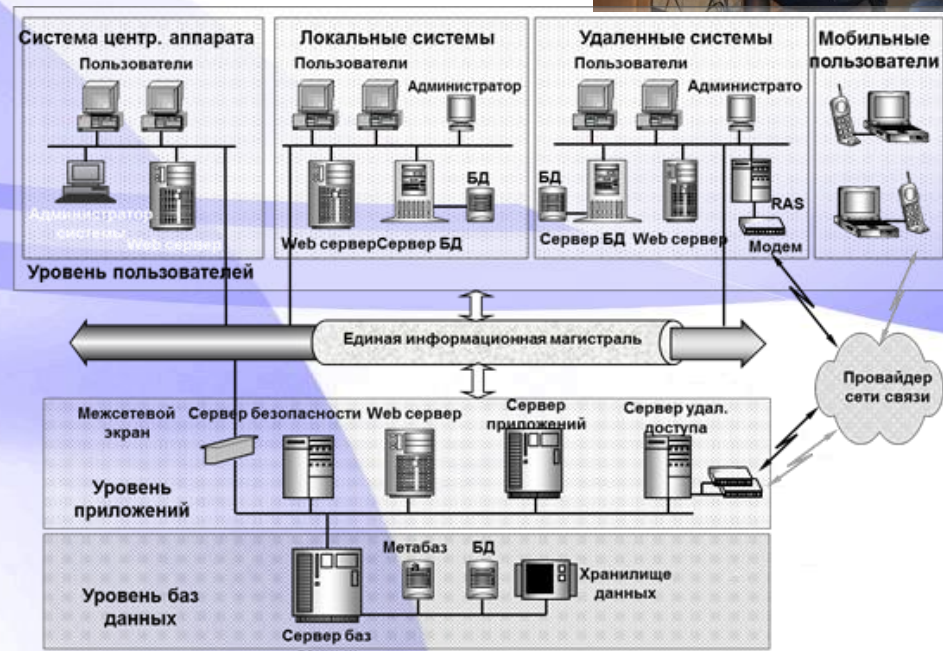 Система центр. аппарата
Пользователи
Администратор
системы
Web сервер
Локальные системы
Пользователи
Администратор
БД
Web сервер
Сервер БД
Удаленные системы
Пользователи
Администрато
БД
Сервер БД
Web сервер
RAS
Модем
Мобильные
пользователи
Уровень пользователей
Единая информационная магистраль
Провайдер
сети связи
Межсетевой
экран
Сервер безопасности
Web сервер
Сервер
приложений
Сервер удал.
доступа
Уровень
приложений
Метабаз
а
БД
Хранилище
данных
Уровень баз
данных
Сервер баз